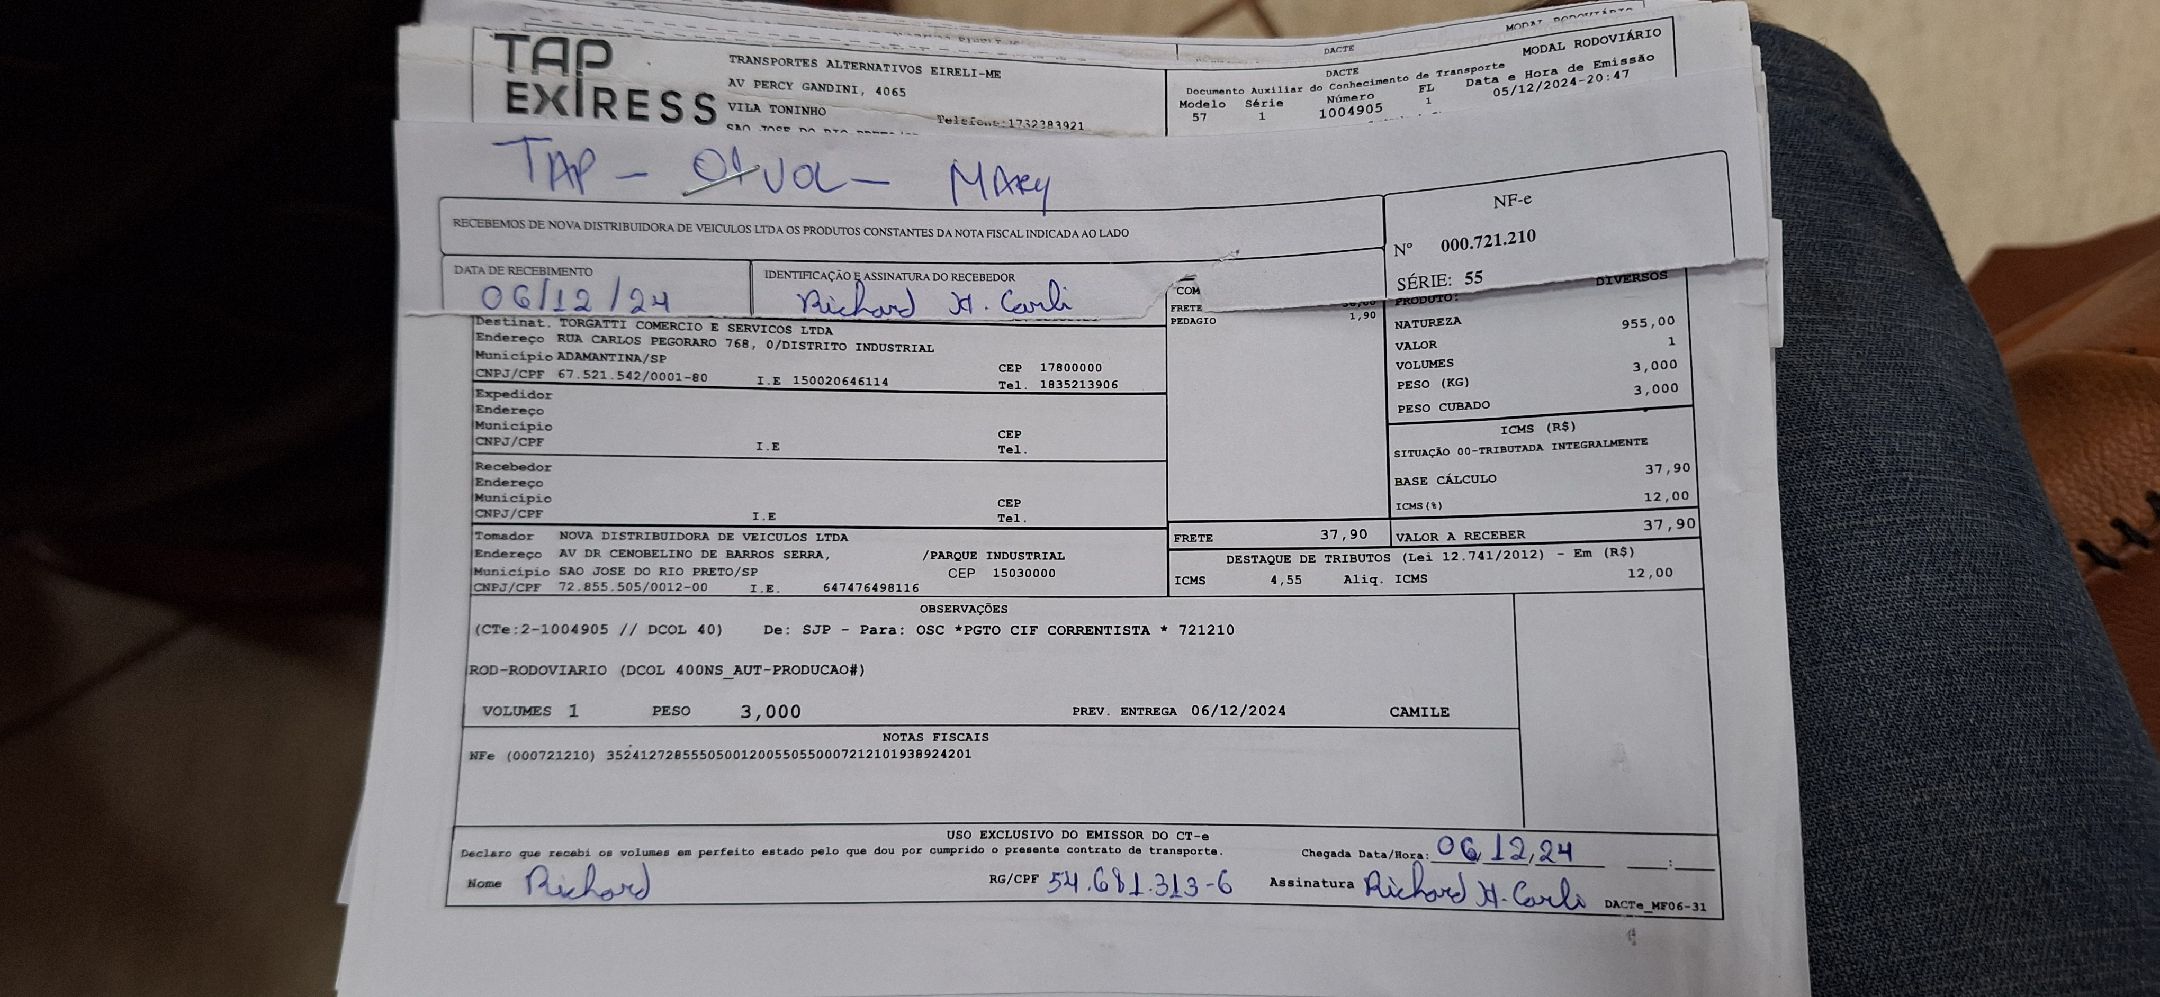 MODAL RODOVIÁRIO
DACTE
TAP
EXPRESS
TRANSPORTES ALTERNATIVOS EIRELI-ME
AV PERCY GANDINI, 4065
VILA TONINHO
Telefone:1732383921
DACTE MODAL RODOVIÁRIO
Documento Auxiliar do Conhecimento de Transporte
Modelo Série Número FL Data e Hora de Emissão
57 1 1004905 1 05/12/2024-20:47
TAP - 01 VOL - MARY
RECEBEMOS DE NOVA DISTRIBUIDORA DE VEICULOS LTDA OS PRODUTOS CONSTANTES DA NOTA FISCAL INDICADA AO LADO
NF-e
Nº 000.721.210
SÉRIE: 55
DATA DE RECEBIMENTO
06/12/24
IDENTIFICAÇÃO E ASSINATURA DO RECEBEDOR
Richard H. Carli
Destinat. TORGATTI COMERCIO E SERVICOS LTDA
Endereço RUA CARLOS PEGORARO 768, 0/DISTRITO INDUSTRIAL
Município ADAMANTINA/SP CEP 17800000
CNPJ/CPF 67.521.542/0001-80 I.E 150020646114 Tel. 1835213906
Expedidor
Endereço
Município CEP
CNPJ/CPF I.E Tel.
Recebedor
Endereço
Município CEP
CNPJ/CPF I.E Tel.
Tomador NOVA DISTRIBUIDORA DE VEICULOS LTDA
Endereço AV DR CENOBELINO DE BARROS SERRA, /PARQUE INDUSTRIAL
Município SAO JOSE DO RIO PRETO/SP CEP 15030000
CNPJ/CPF 72.855.505/0012-00 I.E. 647476498116
COM
FRETE
PEDAGIO 1,90
PRODUTO: DIVERSOS
NATUREZA
VALOR 955,00
VOLUMES 1
PESO (KG) 3,000
PESO CUBADO 3,000
ICMS (R$)
SITUAÇÃO 00-TRIBUTADA INTEGRALMENTE
BASE CÁLCULO 37,90
ICMS(%) 12,00
FRETE 37,90 VALOR A RECEBER 37,90
DESTAQUE DE TRIBUTOS (Lei 12.741/2012) - Em (R$)
ICMS 4,55 Aliq. ICMS 12,00
OBSERVAÇÕES
(CTe:2-1004905 // DCOL 40) De: SJP - Para: OSC *PGTO CIF CORRENTISTA * 721210
ROD-RODOVIARIO (DCOL 400NS_AUT-PRODUCAO#)
VOLUMES 1 PESO 3,000 PREV. ENTREGA 06/12/2024 CAMILE
NOTAS FISCAIS
NFe (000721210) 35241272855505001200550550007212101938924201
USO EXCLUSIVO DO EMISSOR DO CT-e
Declaro que recebi os volumes em perfeito estado pelo que dou por cumprido o presente contrato de transporte. Chegada Data/Hora: 06/12/24 __:__
Nome Richard RG/CPF 54.681.313-6 Assinatura Richard H. Carli DACTe_MF06-31